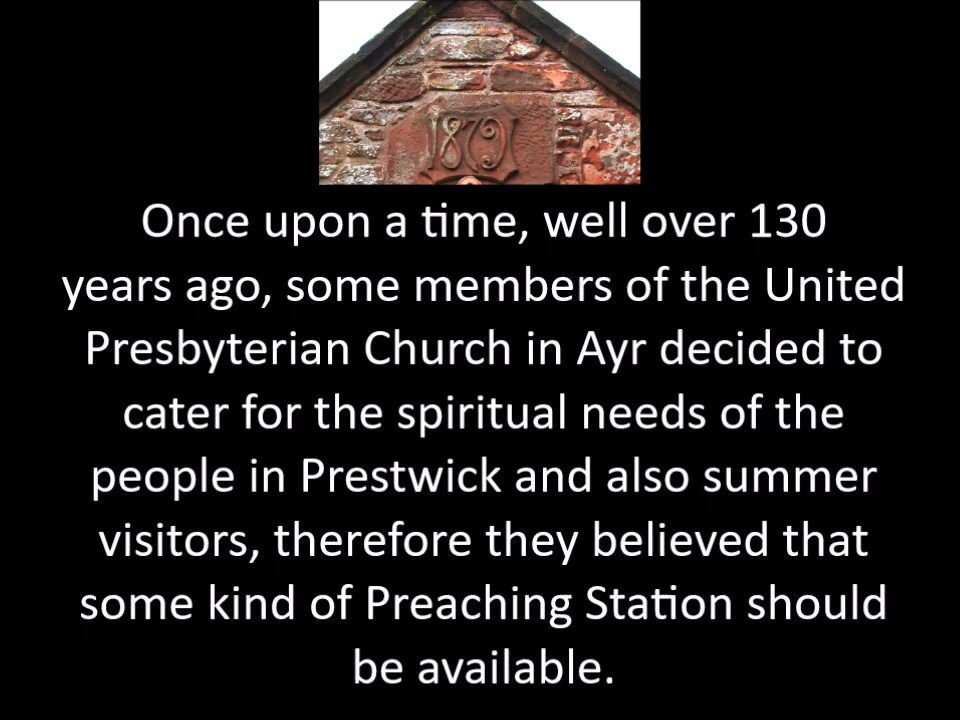 1879
Once upon a time, well over 130
years ago, some members of the United
Presbyterian Church in Ayr decided to
cater for the spiritual needs of the
people in Prestwick and also summer
visitors, therefore they believed that
some kind of Preaching Station should
be available.